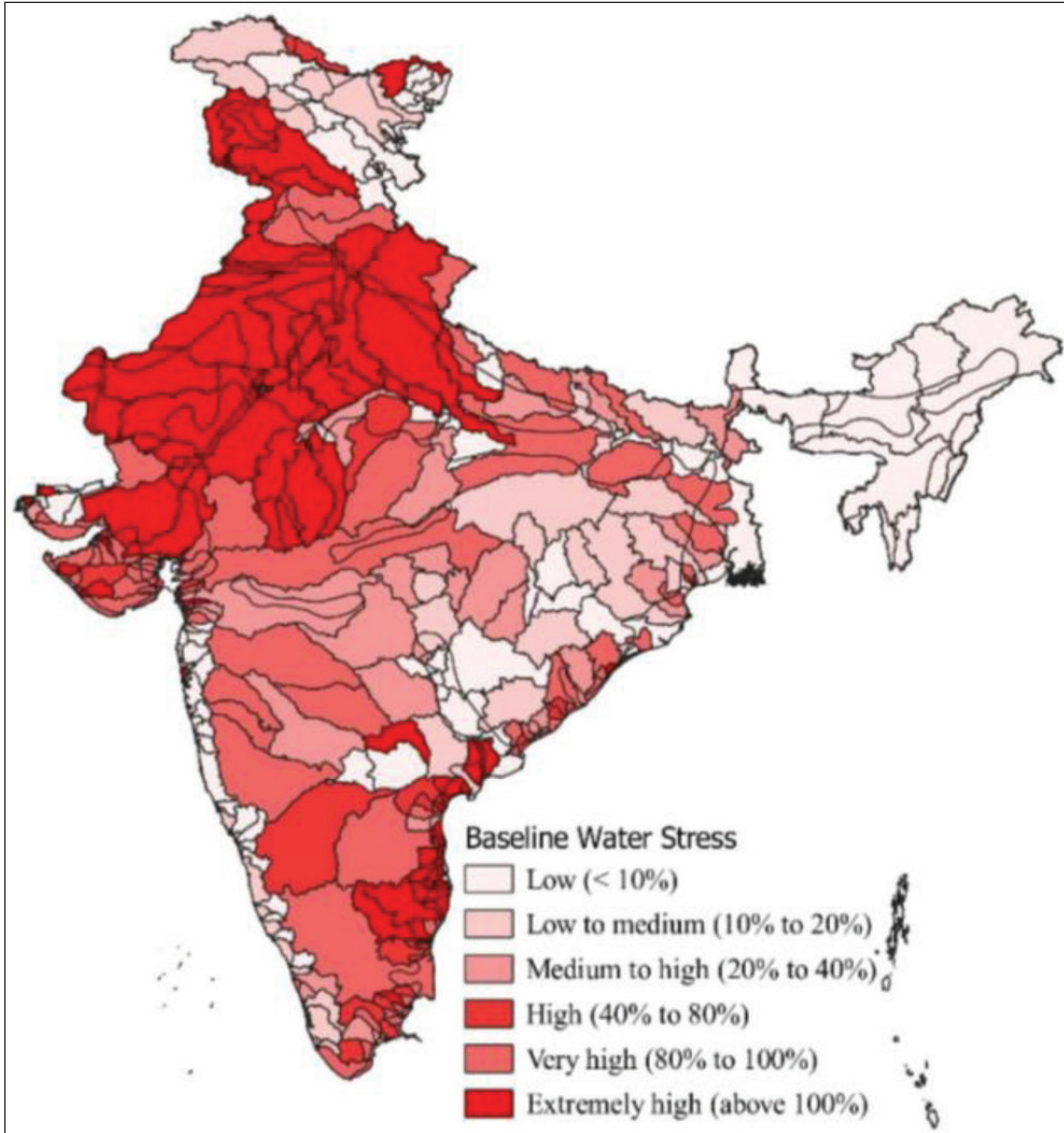 Baseline Water Stress
Low (< 10%)
Low to medium (10% to 20%)
Medium to high (20% to 40%)
High (40% to 80%)
Very high (80% to 100%)
Extremely high (above 100%)